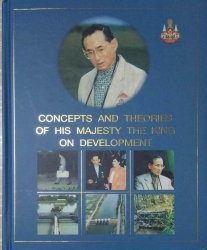 CONCEPTS AND THEORIES
OF HIS MAJESTY THE KING
ON DEVELOPMENT